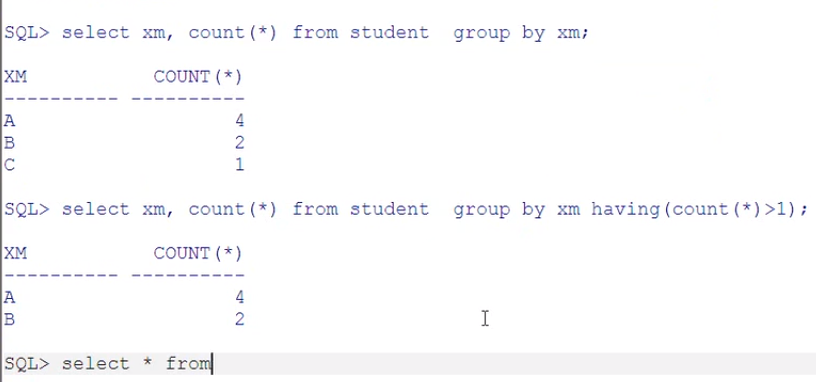 SQL> select xm, count(*) from student  group by xm;
XM             COUNT(*)
---------- ----------
A                     4
B                     2
C                     1
SQL> select xm, count(*) from student  group by xm having(count(*)>1);
XM             COUNT(*)
---------- ----------
A                     4
B                     2
SQL> select * from